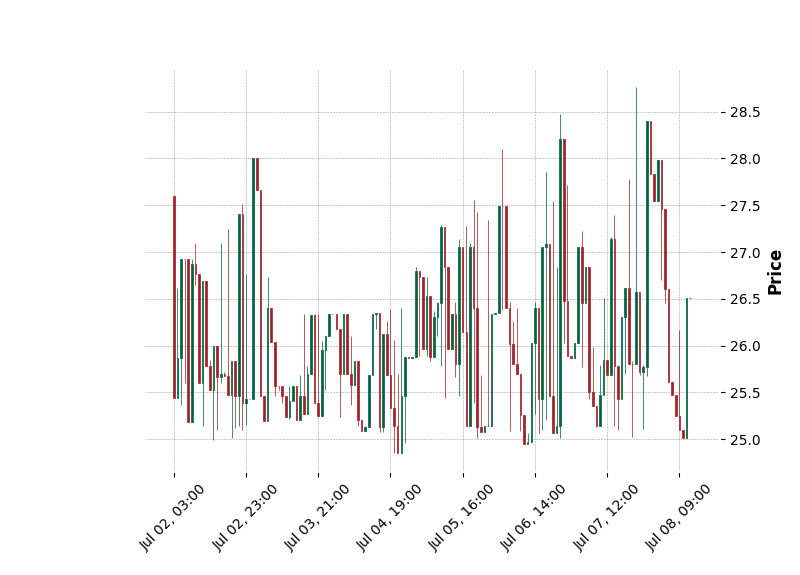 28.5
28.0
27.5
27.0
26.5
26.0
25.5
25.0
Price
Jul 02, 03:00
Jul 02, 23:00
Jul 03, 21:00
Jul 04, 19:00
Jul 05, 16:00
Jul 06, 14:00
Jul 07, 12:00
Jul 08, 09:00